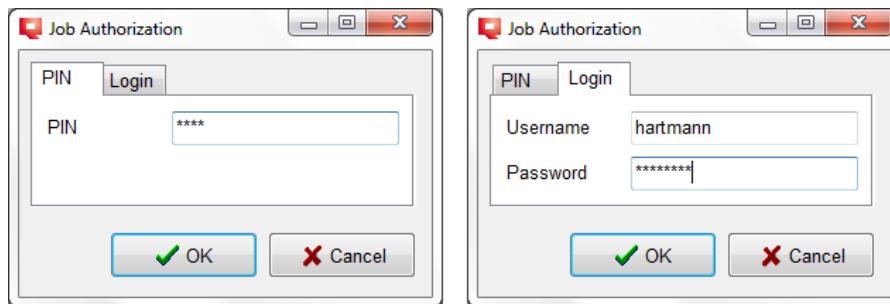 Job Authorization
PIN Login
PIN ****
OK Cancel
Job Authorization
PIN Login
Username hartmann
Password ********
OK Cancel